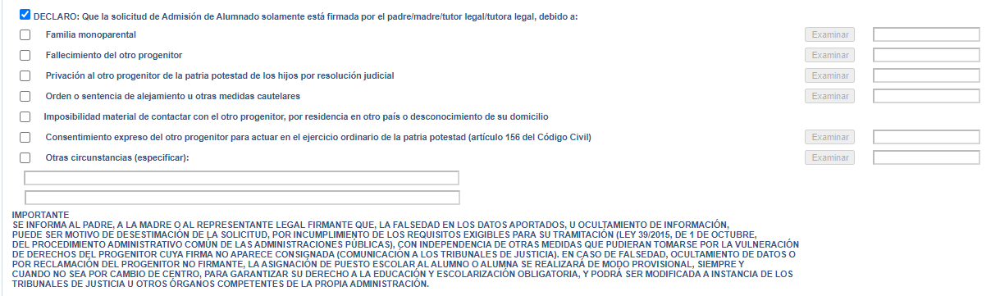 DECLARO: Que la solicitud de Admisión de Alumnado solamente está firmada por el padre/madre/tutor legal/tutora legal, debido a:
Familia monoparental Examinar
Fallecimiento del otro progenitor Examinar
Privación al otro progenitor de la patria potestad de los hijos por resolución judicial Examinar
Orden o sentencia de alejamiento u otras medidas cautelares Examinar
Imposibilidad material de contactar con el otro progenitor, por residencia en otro país o desconocimiento de su domicilio
Consentimiento expreso del otro progenitor para actuar en el ejercicio ordinario de la patria potestad (artículo 156 del Código Civil) Examinar
Otras circunstancias (especificar): Examinar
IMPORTANTE
SE INFORMA AL PADRE, A LA MADRE O AL REPRESENTANTE LEGAL FIRMANTE QUE, LA FALSEDAD EN LOS DATOS APORTADOS, U OCULTAMIENTO DE INFORMACIÓN,
PUEDE SER MOTIVO DE DESESTIMACIÓN DE LA SOLICITUD, POR INCUMPLIMIENTO DE LOS REQUISITOS EXIGIBLES PARA SU TRAMITACIÓN (LEY 39/2015, DE 1 DE OCTUBRE,
DEL PROCEDIMIENTO ADMINISTRATIVO COMÚN DE LAS ADMINISTRACIONES PÚBLICAS), CON INDEPENDENCIA DE OTRAS MEDIDAS QUE PUDIERAN TOMARSE POR LA VULNERACIÓN
DE DERECHOS DEL PROGENITOR CUYA FIRMA NO APARECE CONSIGNADA (COMUNICACIÓN A LOS TRIBUNALES DE JUSTICIA). EN CASO DE FALSEDAD, OCULTAMIENTO DE DATOS O
POR RECLAMACIÓN DEL PROGENITOR NO FIRMANTE, LA ASIGNACIÓN DE PUESTO ESCOLAR AL ALUMNO O ALUMNA SE REALIZARÁ DE MODO PROVISIONAL, SIEMPRE Y
CUANDO NO SEA POR CAMBIO DE CENTRO, PARA GARANTIZAR SU DERECHO A LA EDUCACIÓN Y ESCOLARIZACIÓN OBLIGATORIA, Y PODRÁ SER MODIFICADA A INSTANCIA DE LOS
TRIBUNALES DE JUSTICIA U OTROS ÓRGANOS COMPETENTES DE LA PROPIA ADMINISTRACIÓN.